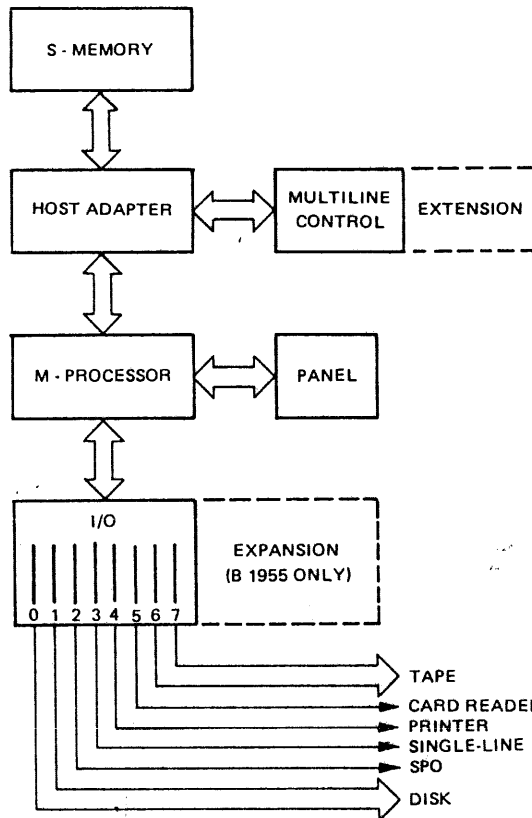 S - MEMORY
HOST ADAPTER
MULTILINE
CONTROL
EXTENSION
M - PROCESSOR
PANEL
I/O
0 1 2 3 4 5 6 7
EXPANSION
(B 1955 ONLY)
TAPE
CARD READER
PRINTER
SINGLE-LINE
SPO
DISK